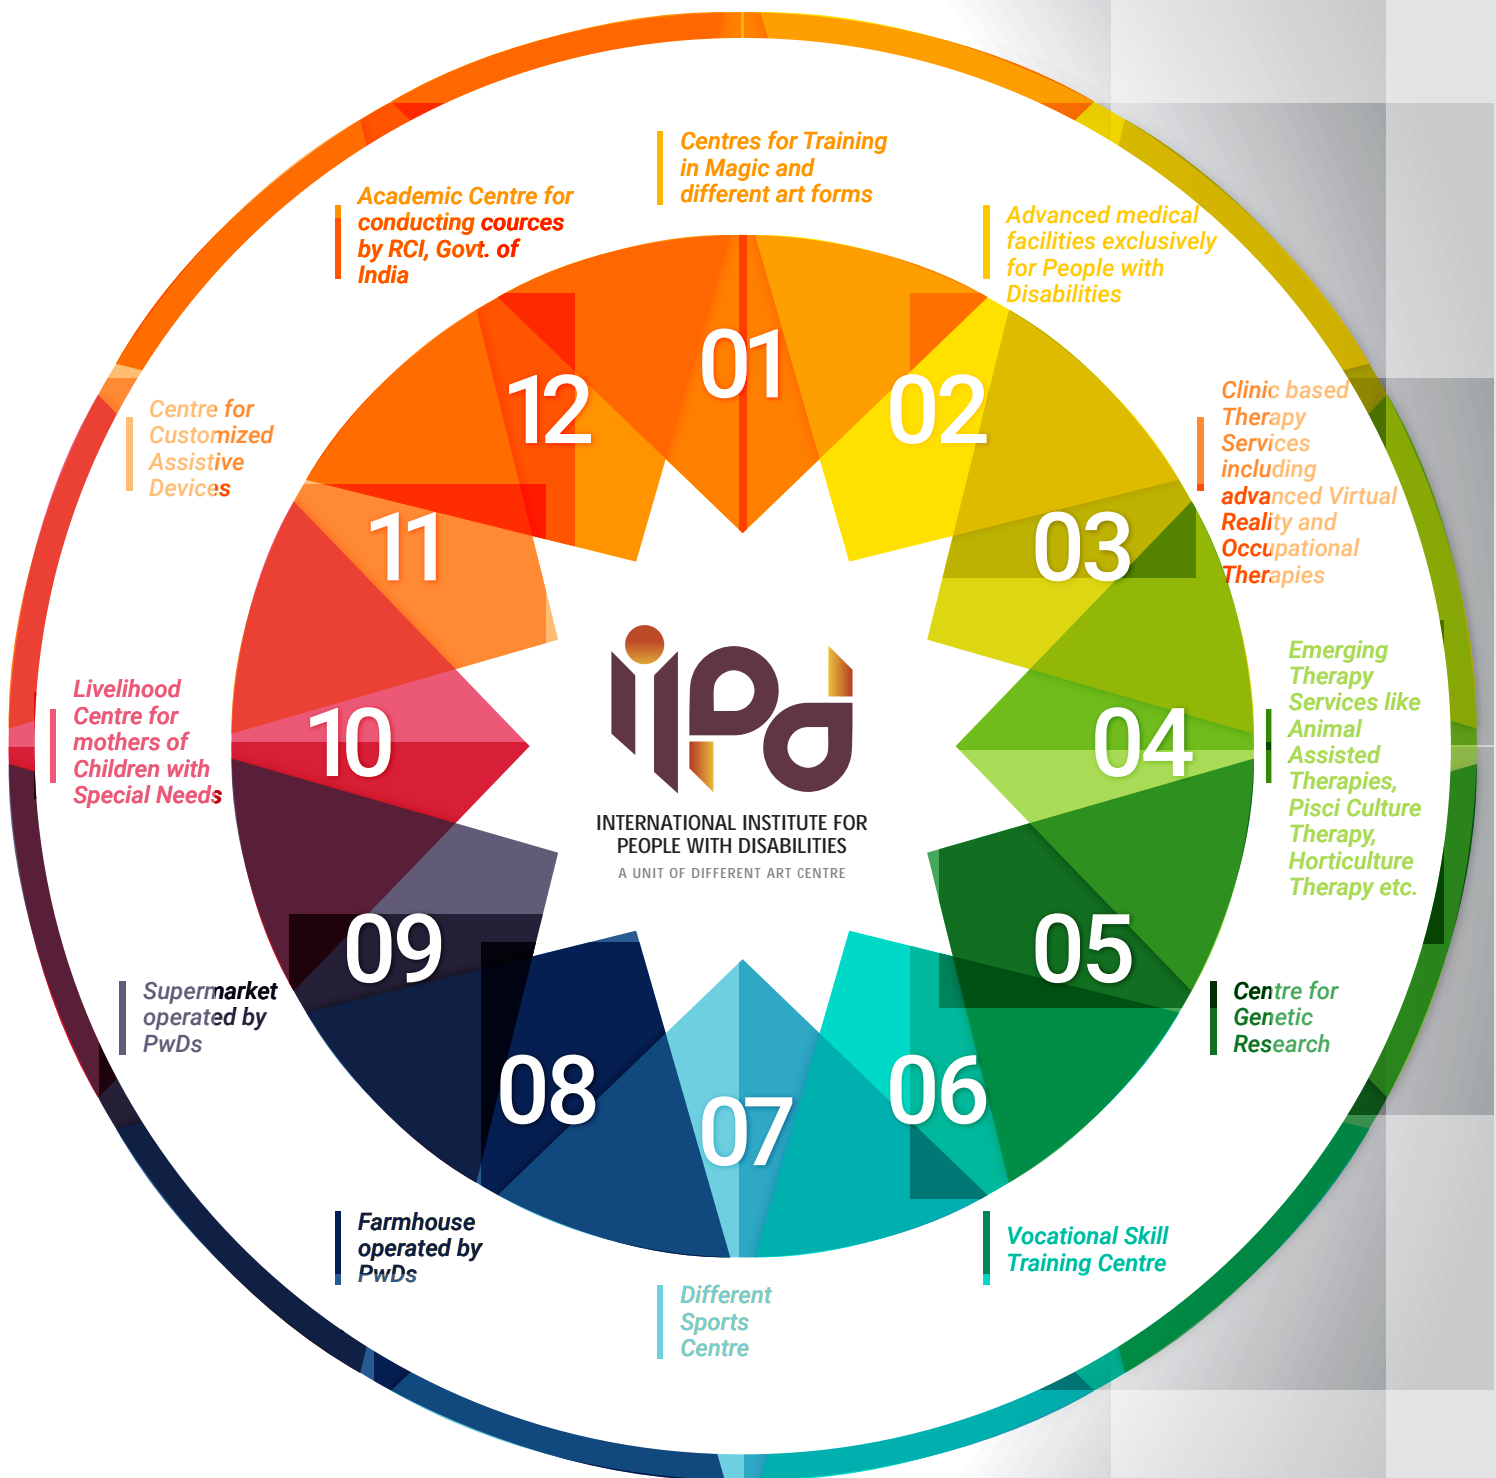 Centres for Training
in Magic and
different art forms
01
Advanced medical
facilities exclusively
for People with
Disabilities
02
Clinic based
Therapy
Services
including
advanced Virtual
Reality and
Occupational
Therapies
03
Emerging
Therapy
Services like
Animal
Assisted
Therapies,
Pisci Culture
Therapy,
Horticulture
Therapy etc.
04
Centre for
Genetic
Research
05
Vocational Skill
Training Centre
06
Different
Sports
Centre
07
Farmhouse
operated by
PwDs
08
Supermarket
operated by
PwDs
09
Livelihood
Centre for
mothers of
Children with
Special Needs
10
Centre for
Customized
Assistive
Devices
11
Academic Centre for
conducting cources
by RCI, Govt. of
India
12
iipd
INTERNATIONAL INSTITUTE FOR
PEOPLE WITH DISABILITIES
A UNIT OF DIFFERENT ART CENTRE